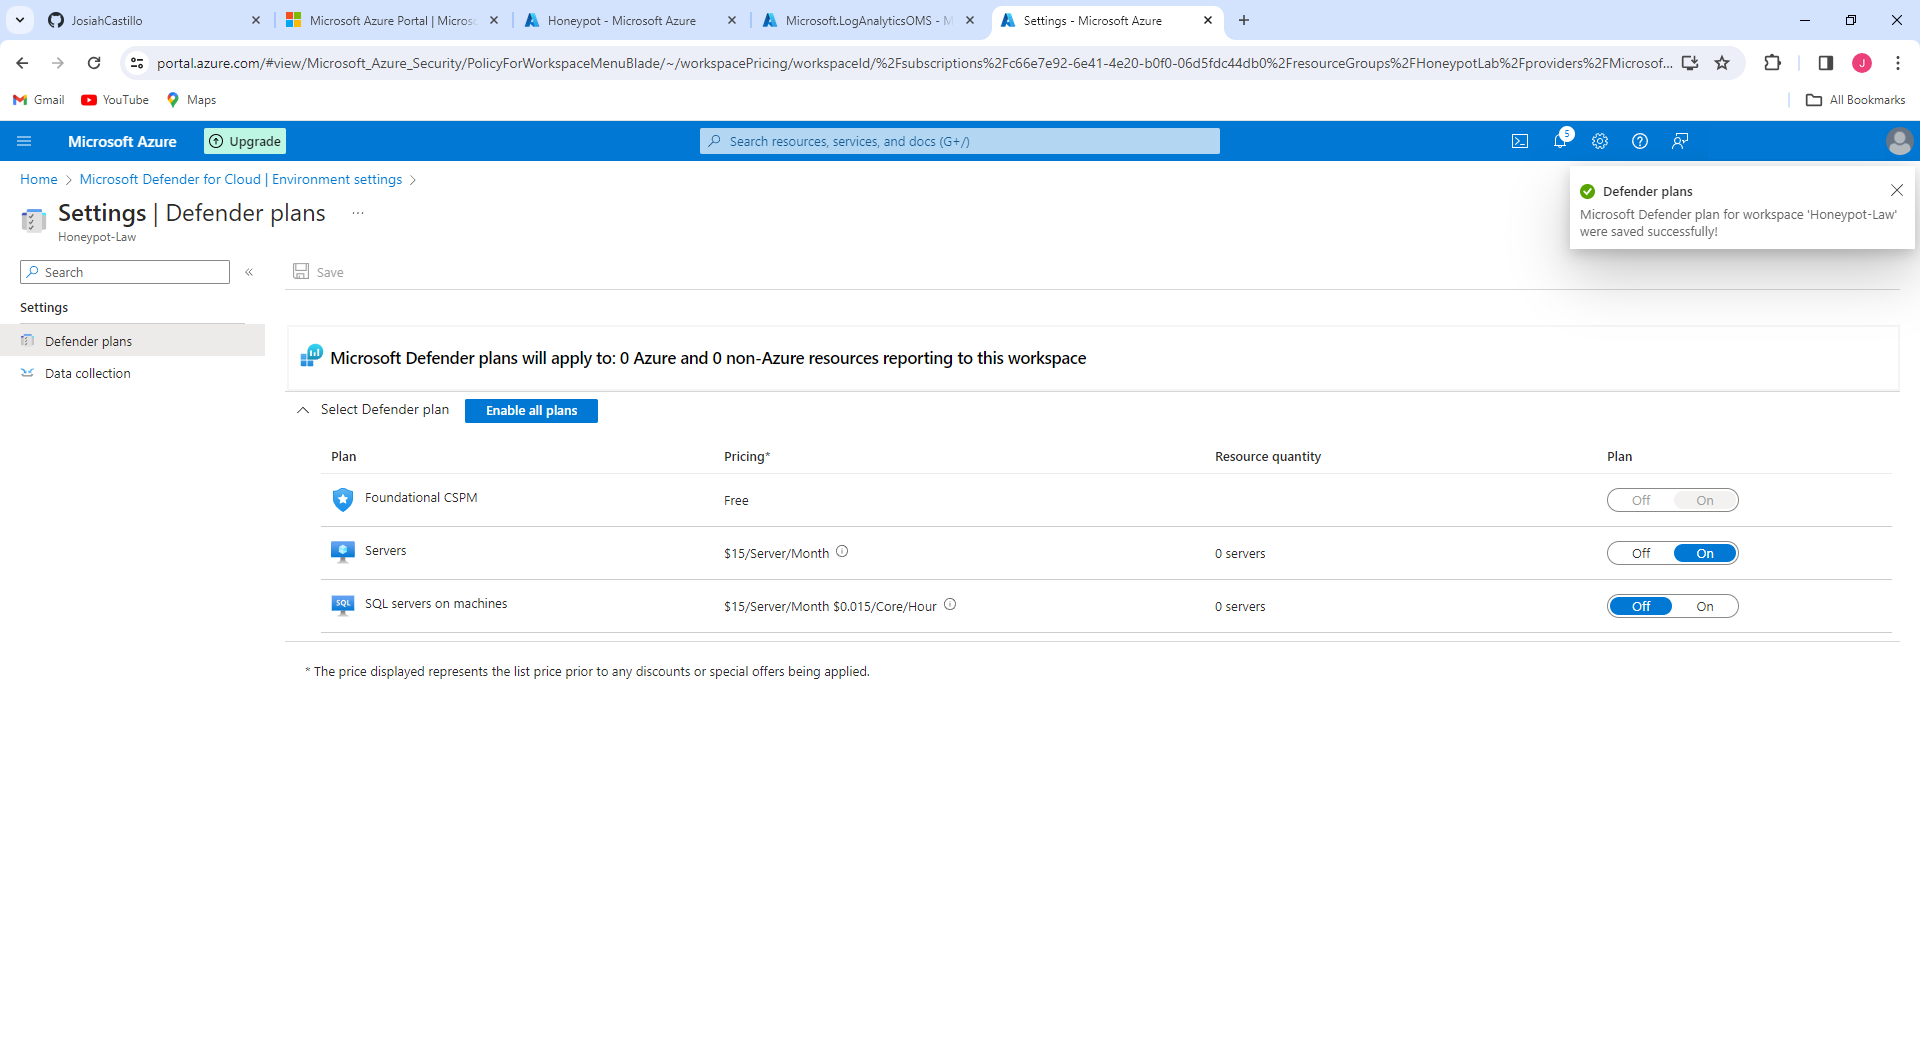 JosiahCastillo
Microsoft Azure Portal | Micros
Honeypot - Microsoft Azure
Microsoft.LogAnalyticsOMS - M
Settings - Microsoft Azure
portal.azure.com/#view/Microsoft_Azure_Security/PolicyForWorkspaceMenuBlade/~/workspacePricing/workspaceId/%2Fsubscriptions%2Fc66e7e92-6e41-4e20-b0f0-06d5fdc44db0%2FresourceGroups%2FHoneypotLab%2Fproviders%2FMicrosof...
J
Gmail
YouTube
Maps
All Bookmarks
Microsoft Azure
Upgrade
Search resources, services, and docs (G+/)
5
Home > Microsoft Defender for Cloud | Environment settings >
Settings | Defender plans ...
Honeypot-Law
Defender plans
Microsoft Defender plan for workspace 'Honeypot-Law'
were saved successfully!
Search
«
Save
Settings
Defender plans
Data collection
Microsoft Defender plans will apply to: 0 Azure and 0 non-Azure resources reporting to this workspace
Select Defender plan
Enable all plans
Plan Pricing* Resource quantity Plan
Foundational CSPM Free Off On
Servers $15/Server/Month 0 servers Off On
SQL
SQL servers on machines $15/Server/Month $0.015/Core/Hour 0 servers Off On
* The price displayed represents the list price prior to any discounts or special offers being applied.